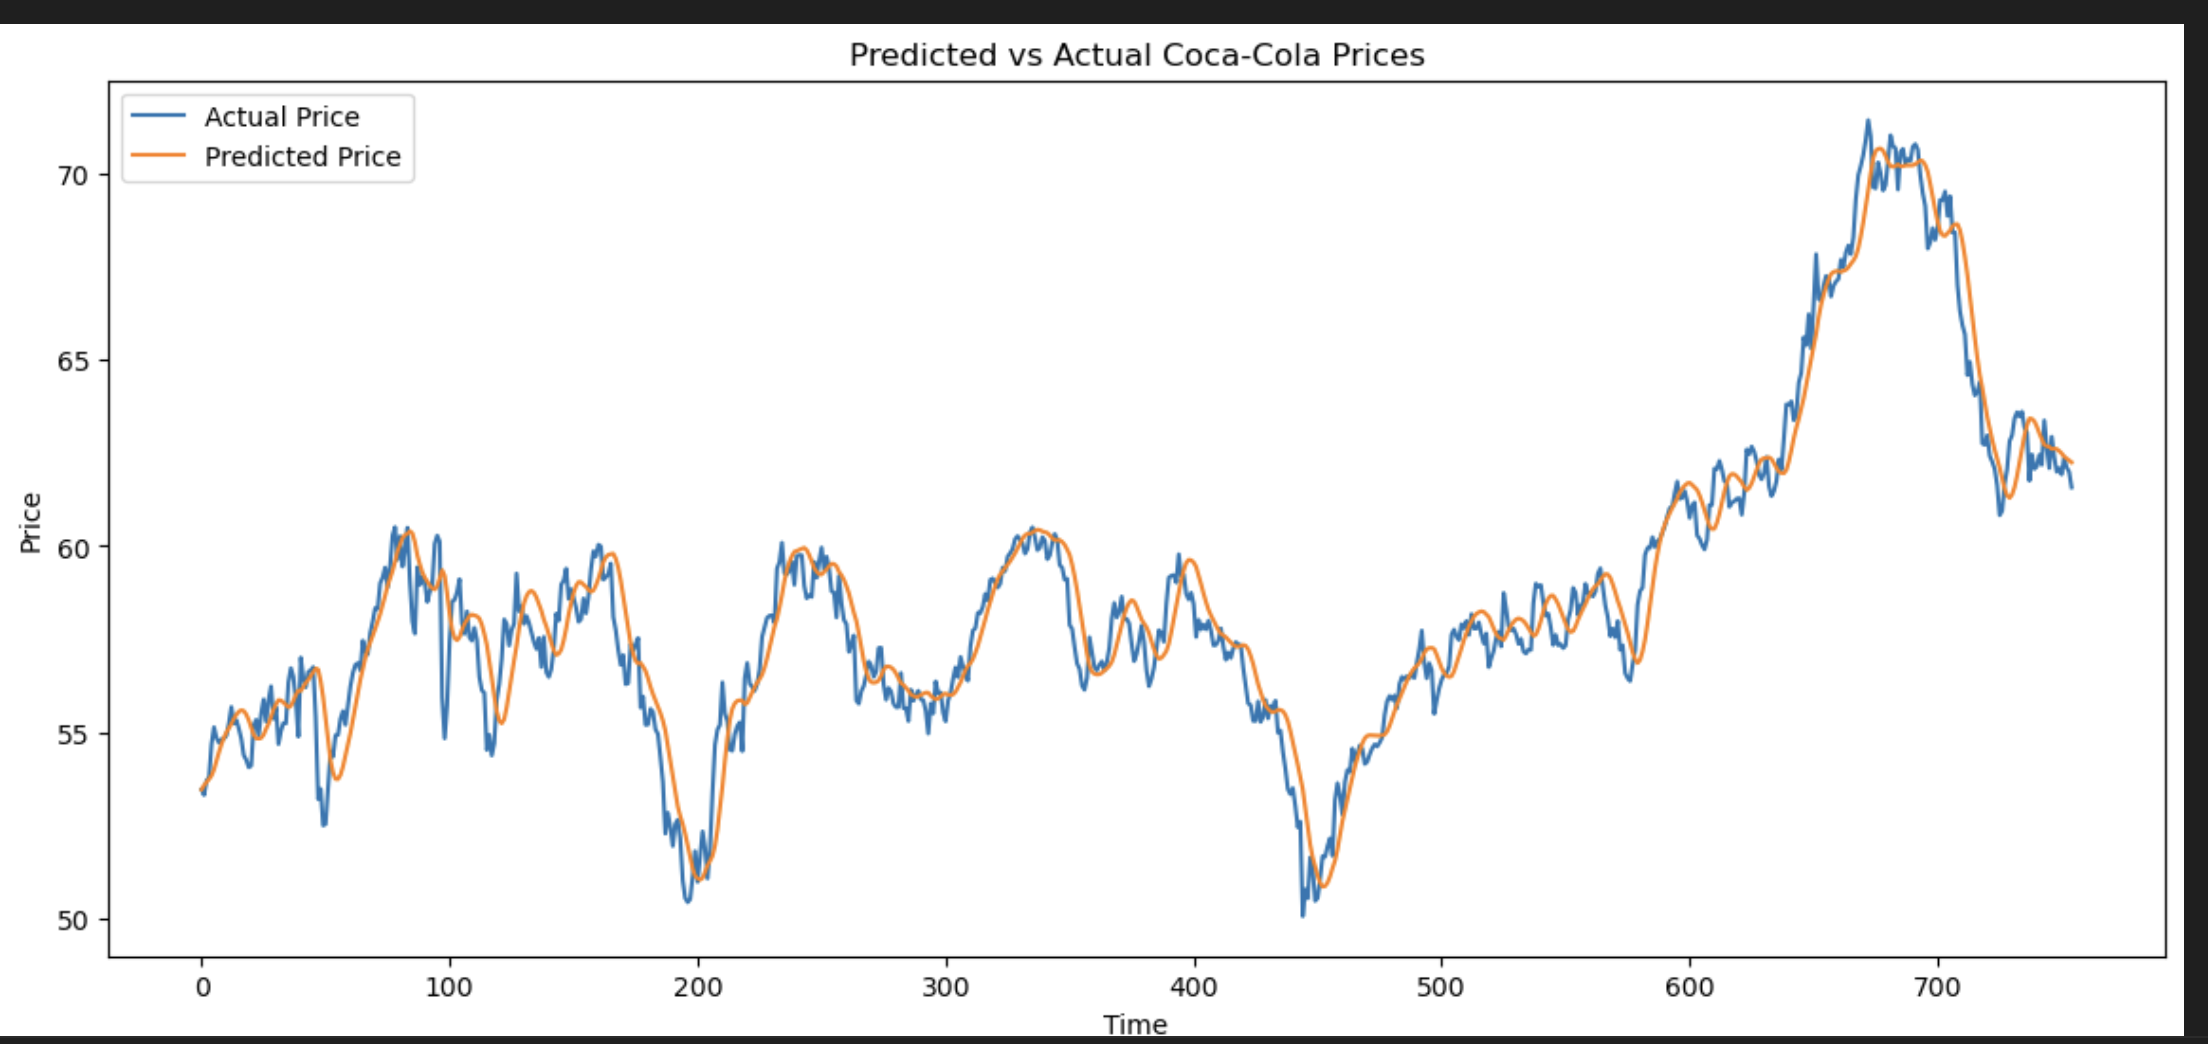 Predicted vs Actual Coca-Cola Prices
Actual Price
Predicted Price
70
65
60
55
50
Price
0 100 200 300 400 500 600 700
Time